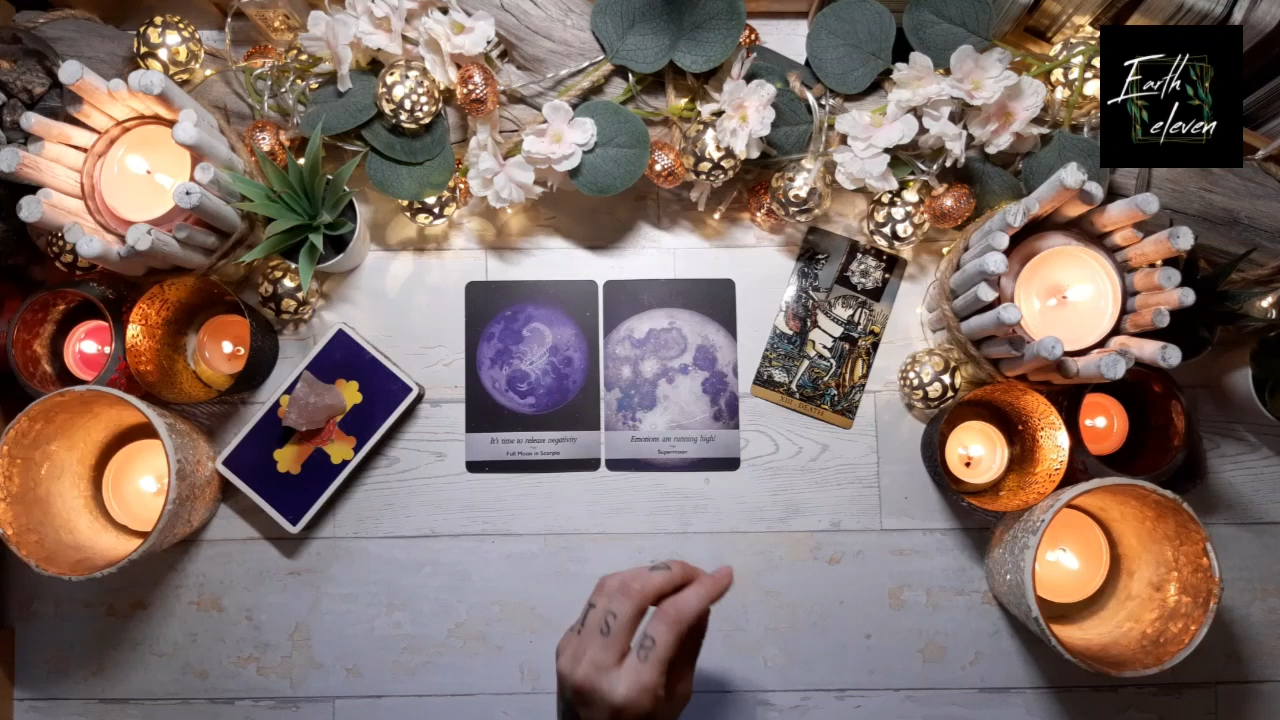 Earth
eleven
It's time to release negativity
Full Moon in Scorpio
Emotions are running high!
Supermoon
XIII · DEATH